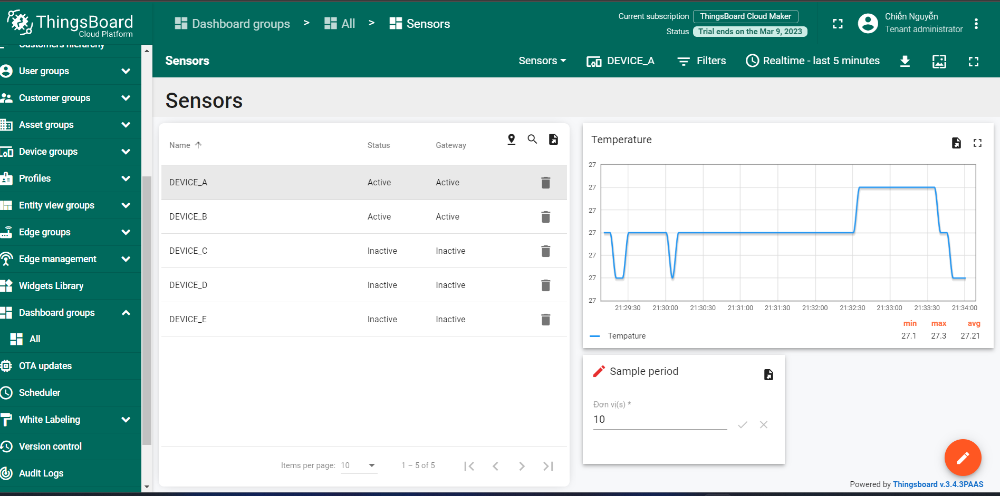 ThingsBoard
Cloud Platform
Dashboard groups > All > Sensors
Current subscription ThingsBoard Cloud Maker
Status Trial ends on the Mar 9, 2023
Chiến Nguyễn
Tenant administrator
Customers hierarchy
User groups
Customer groups
Asset groups
Device groups
Profiles
Entity view groups
Edge groups
Edge management
Widgets Library
Dashboard groups
All
OTA updates
Scheduler
White Labeling
Version control
Audit Logs
Sensors
Sensors DEVICE_A Filters Realtime - last 5 minutes
Sensors
Name Status Gateway
DEVICE_A Active Active
DEVICE_B Active Active
DEVICE_C Inactive Inactive
DEVICE_D Inactive Inactive
DEVICE_E Inactive Inactive
Items per page: 10 1 – 5 of 5
Temperature
27
27
27
27
27
27
27
21:29:30 21:30:00 21:30:30 21:31:00 21:31:30 21:32:00 21:32:30 21:33:00 21:33:30 21:34:00
min max avg
Tempature 27.1 27.3 27.21
Sample period
Đơn vị(s) *
10
Powered by Thingsboard v.3.4.3PAAS